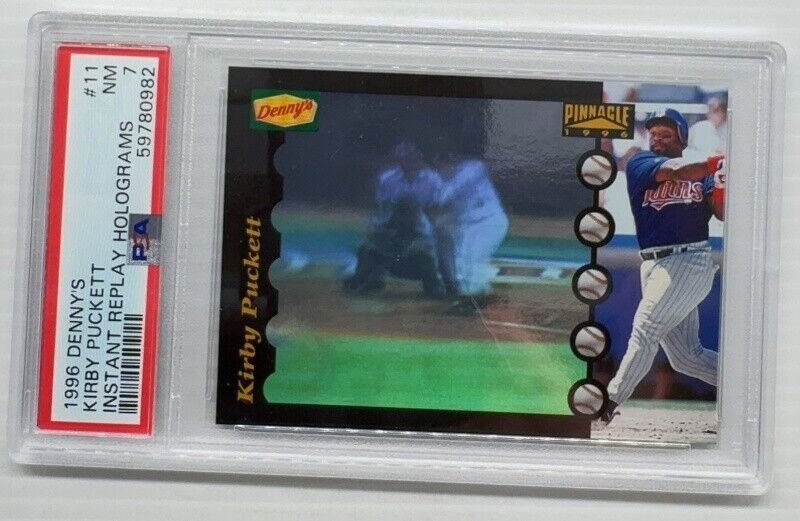 1996 DENNY'S #11
KIRBY PUCKETT NM
INSTANT REPLAY HOLOGRAMS 7
PSA 59780982
Denny's
PINNACLE
1996
Kirby Puckett
Twins